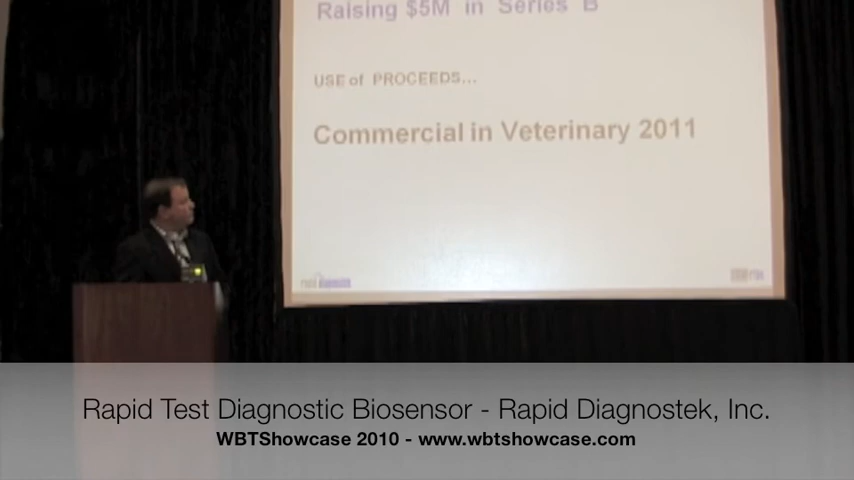 Raising $5M in Series B
USE of PROCEEDS...
Commercial in Veterinary 2011
Rapid Test Diagnostic Biosensor - Rapid Diagnostek, Inc.
WBTShowcase 2010 - www.wbtshowcase.com